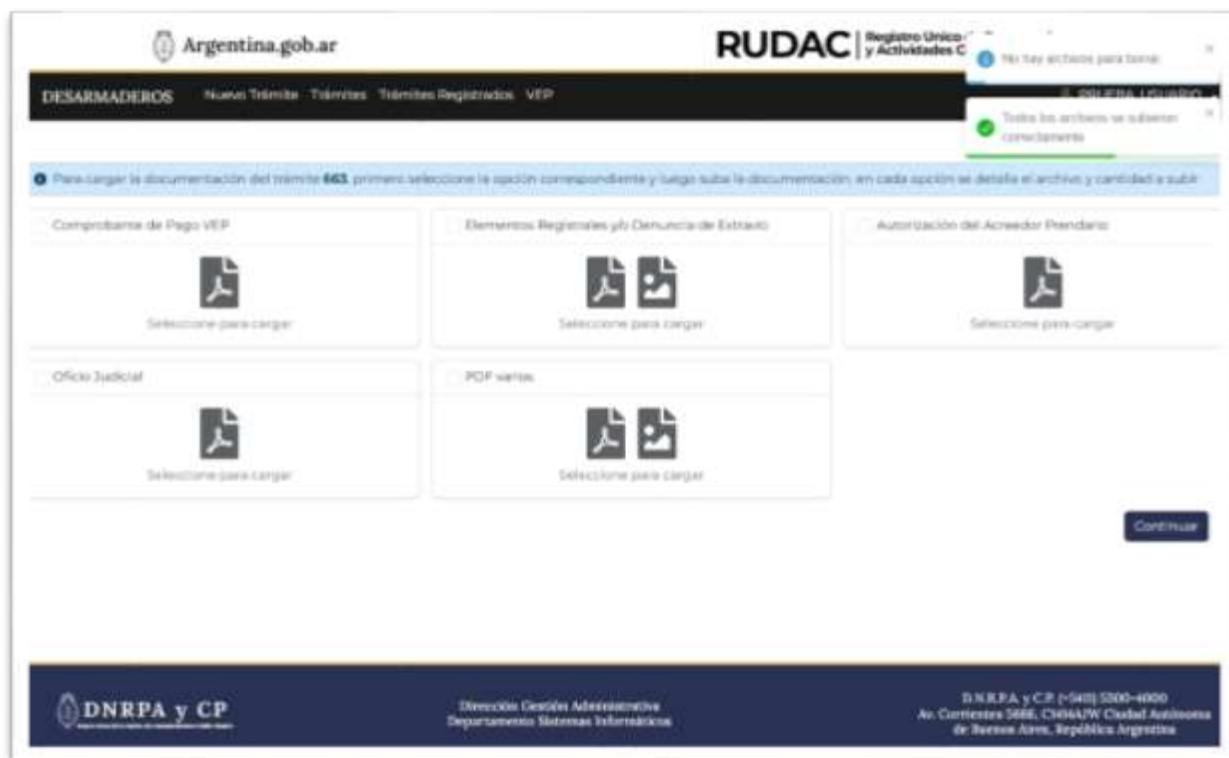 Argentina.gob.ar
RUDAC Registro Único
y Actividades C
No hay archivos para borrar.
DESARMADEROS Nuevo Trámite Trámites Trámites Registrados VEP
PRUEBA, USUARIO
Todos los archivos se subieron
correctamente
Para cargar la documentación del trámite 663, primero seleccione la opción correspondiente y luego suba la documentación, en cada opción se detalla el archivo y cantidad a subir
Comprobante de Pago VEP
Elementos Registrales y/o Denuncia de Extravío
Autorización del Acreedor Prendario
Seleccione para cargar
Seleccione para cargar
Seleccione para cargar
Oficio Judicial
PDF varios
Seleccione para cargar
Seleccione para cargar
Continuar
DNRPA y CP
Dirección Gestión Administrativa
Departamento Sistemas Informáticos
D.N.R.P.A. y C.P. (+5411) 5300-4000
Av. Corrientes 5666, Ciudad Autónoma
de Buenos Aires, República Argentina